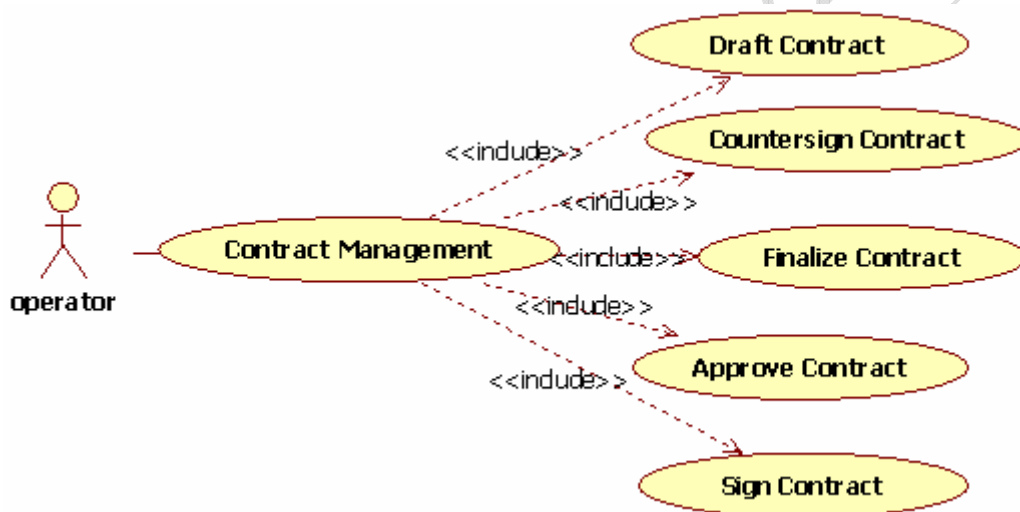 Draft Contract
<<include>>
Countersign Contract
<<include>>
Contract Management
<<include>>
Finalize Contract
operator
<<include>>
Approve Contract
<<include>>
Sign Contract